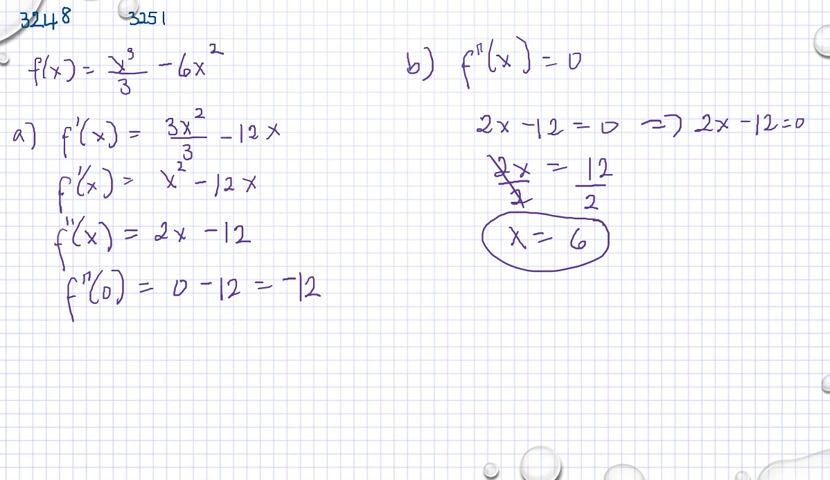 3248 3251
f(x) = x³/3 - 6x²
a) f'(x) = 3x²/3 - 12x
f'(x) = x² - 12x
f"(x) = 2x - 12
f"(0) = 0 - 12 = -12
b) f"(x) = 0
2x - 12 = 0 => 2x - 12 = 0
2x/2 = 12/2
x = 6